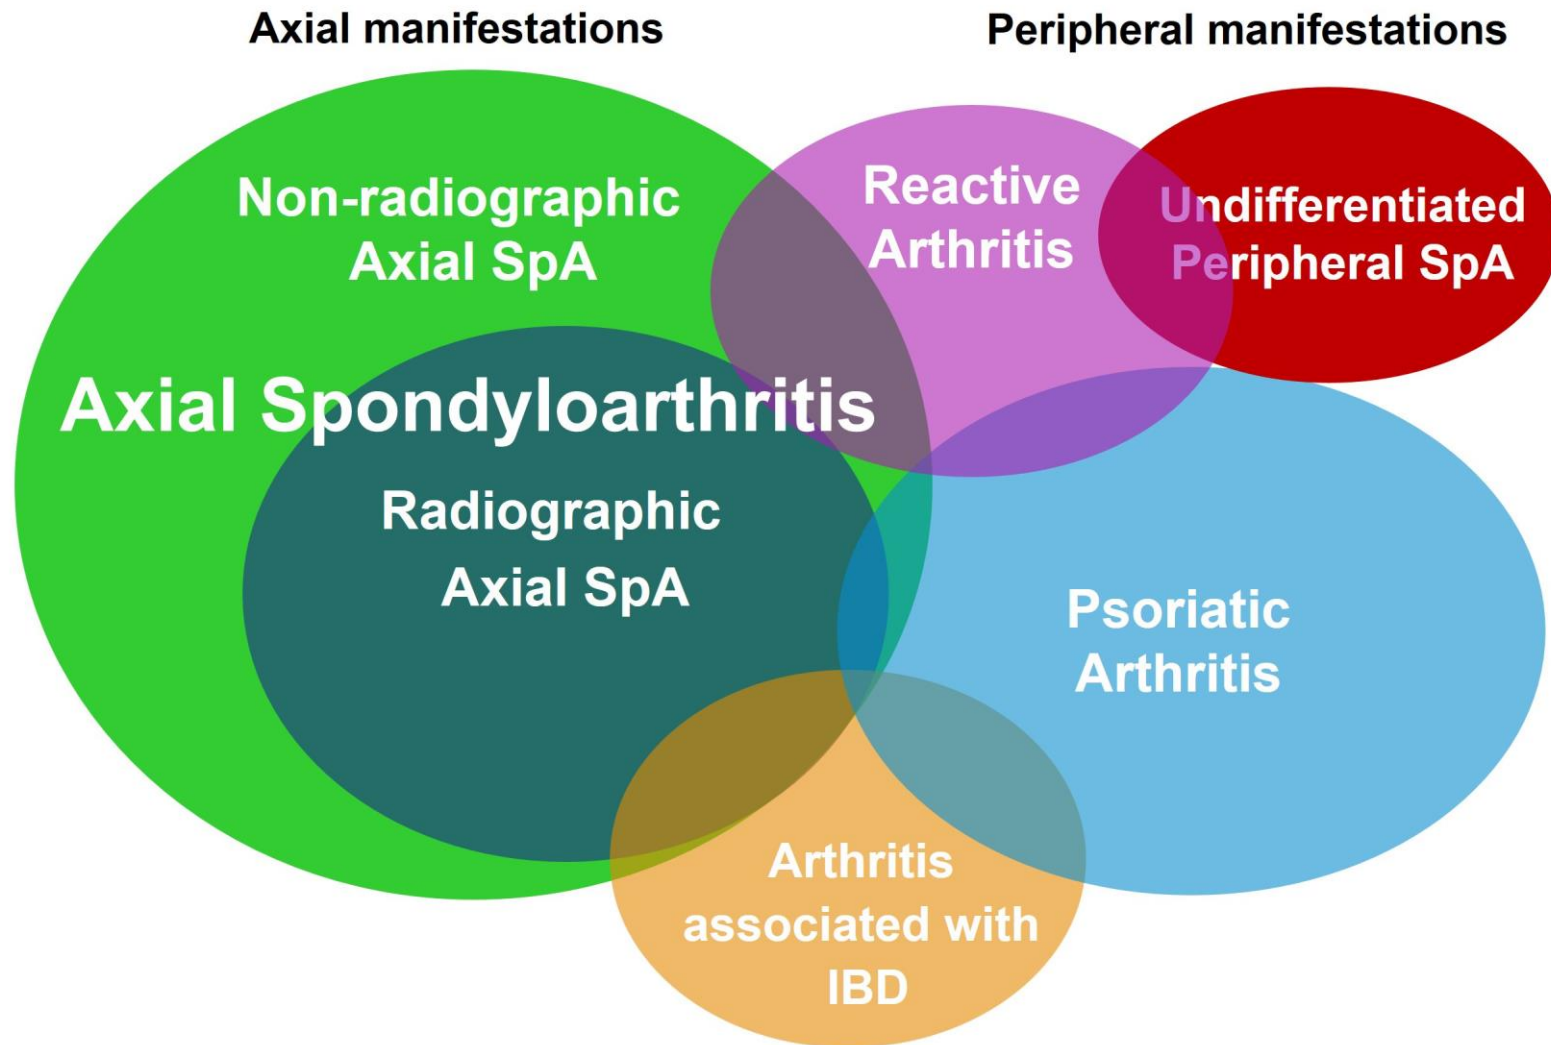 Axial manifestations
Peripheral manifestations
Non-radiographic
Axial SpA
Reactive
Arthritis
Undifferentiated
Peripheral SpA
Axial Spondyloarthritis
Radiographic
Axial SpA
Psoriatic
Arthritis
Arthritis
associated with
IBD